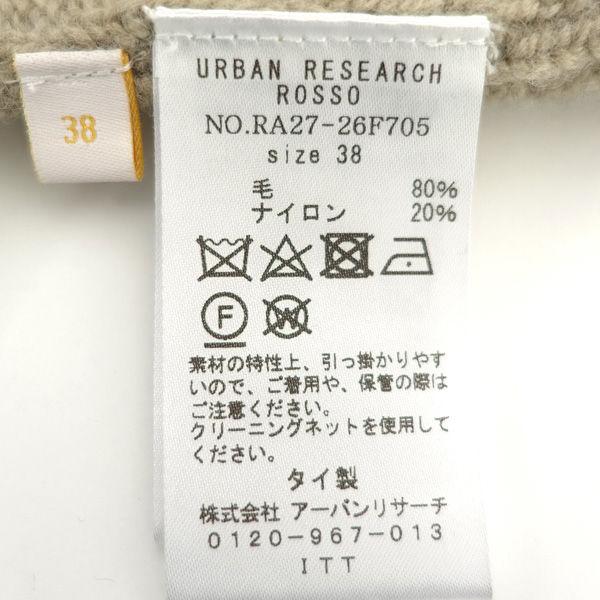 38
URBAN RESEARCH
ROSSO
NO.RA27-26F705
size 38
毛 80%
ナイロン 20%
F
W
素材の特性上、引っ掛かりやす
いので、ご着用や、保管の際は
ご注意ください。
クリーニングネットを使用して
ください。
タイ製
株式会社 アーバンリサーチ
0120-967-013
ITT